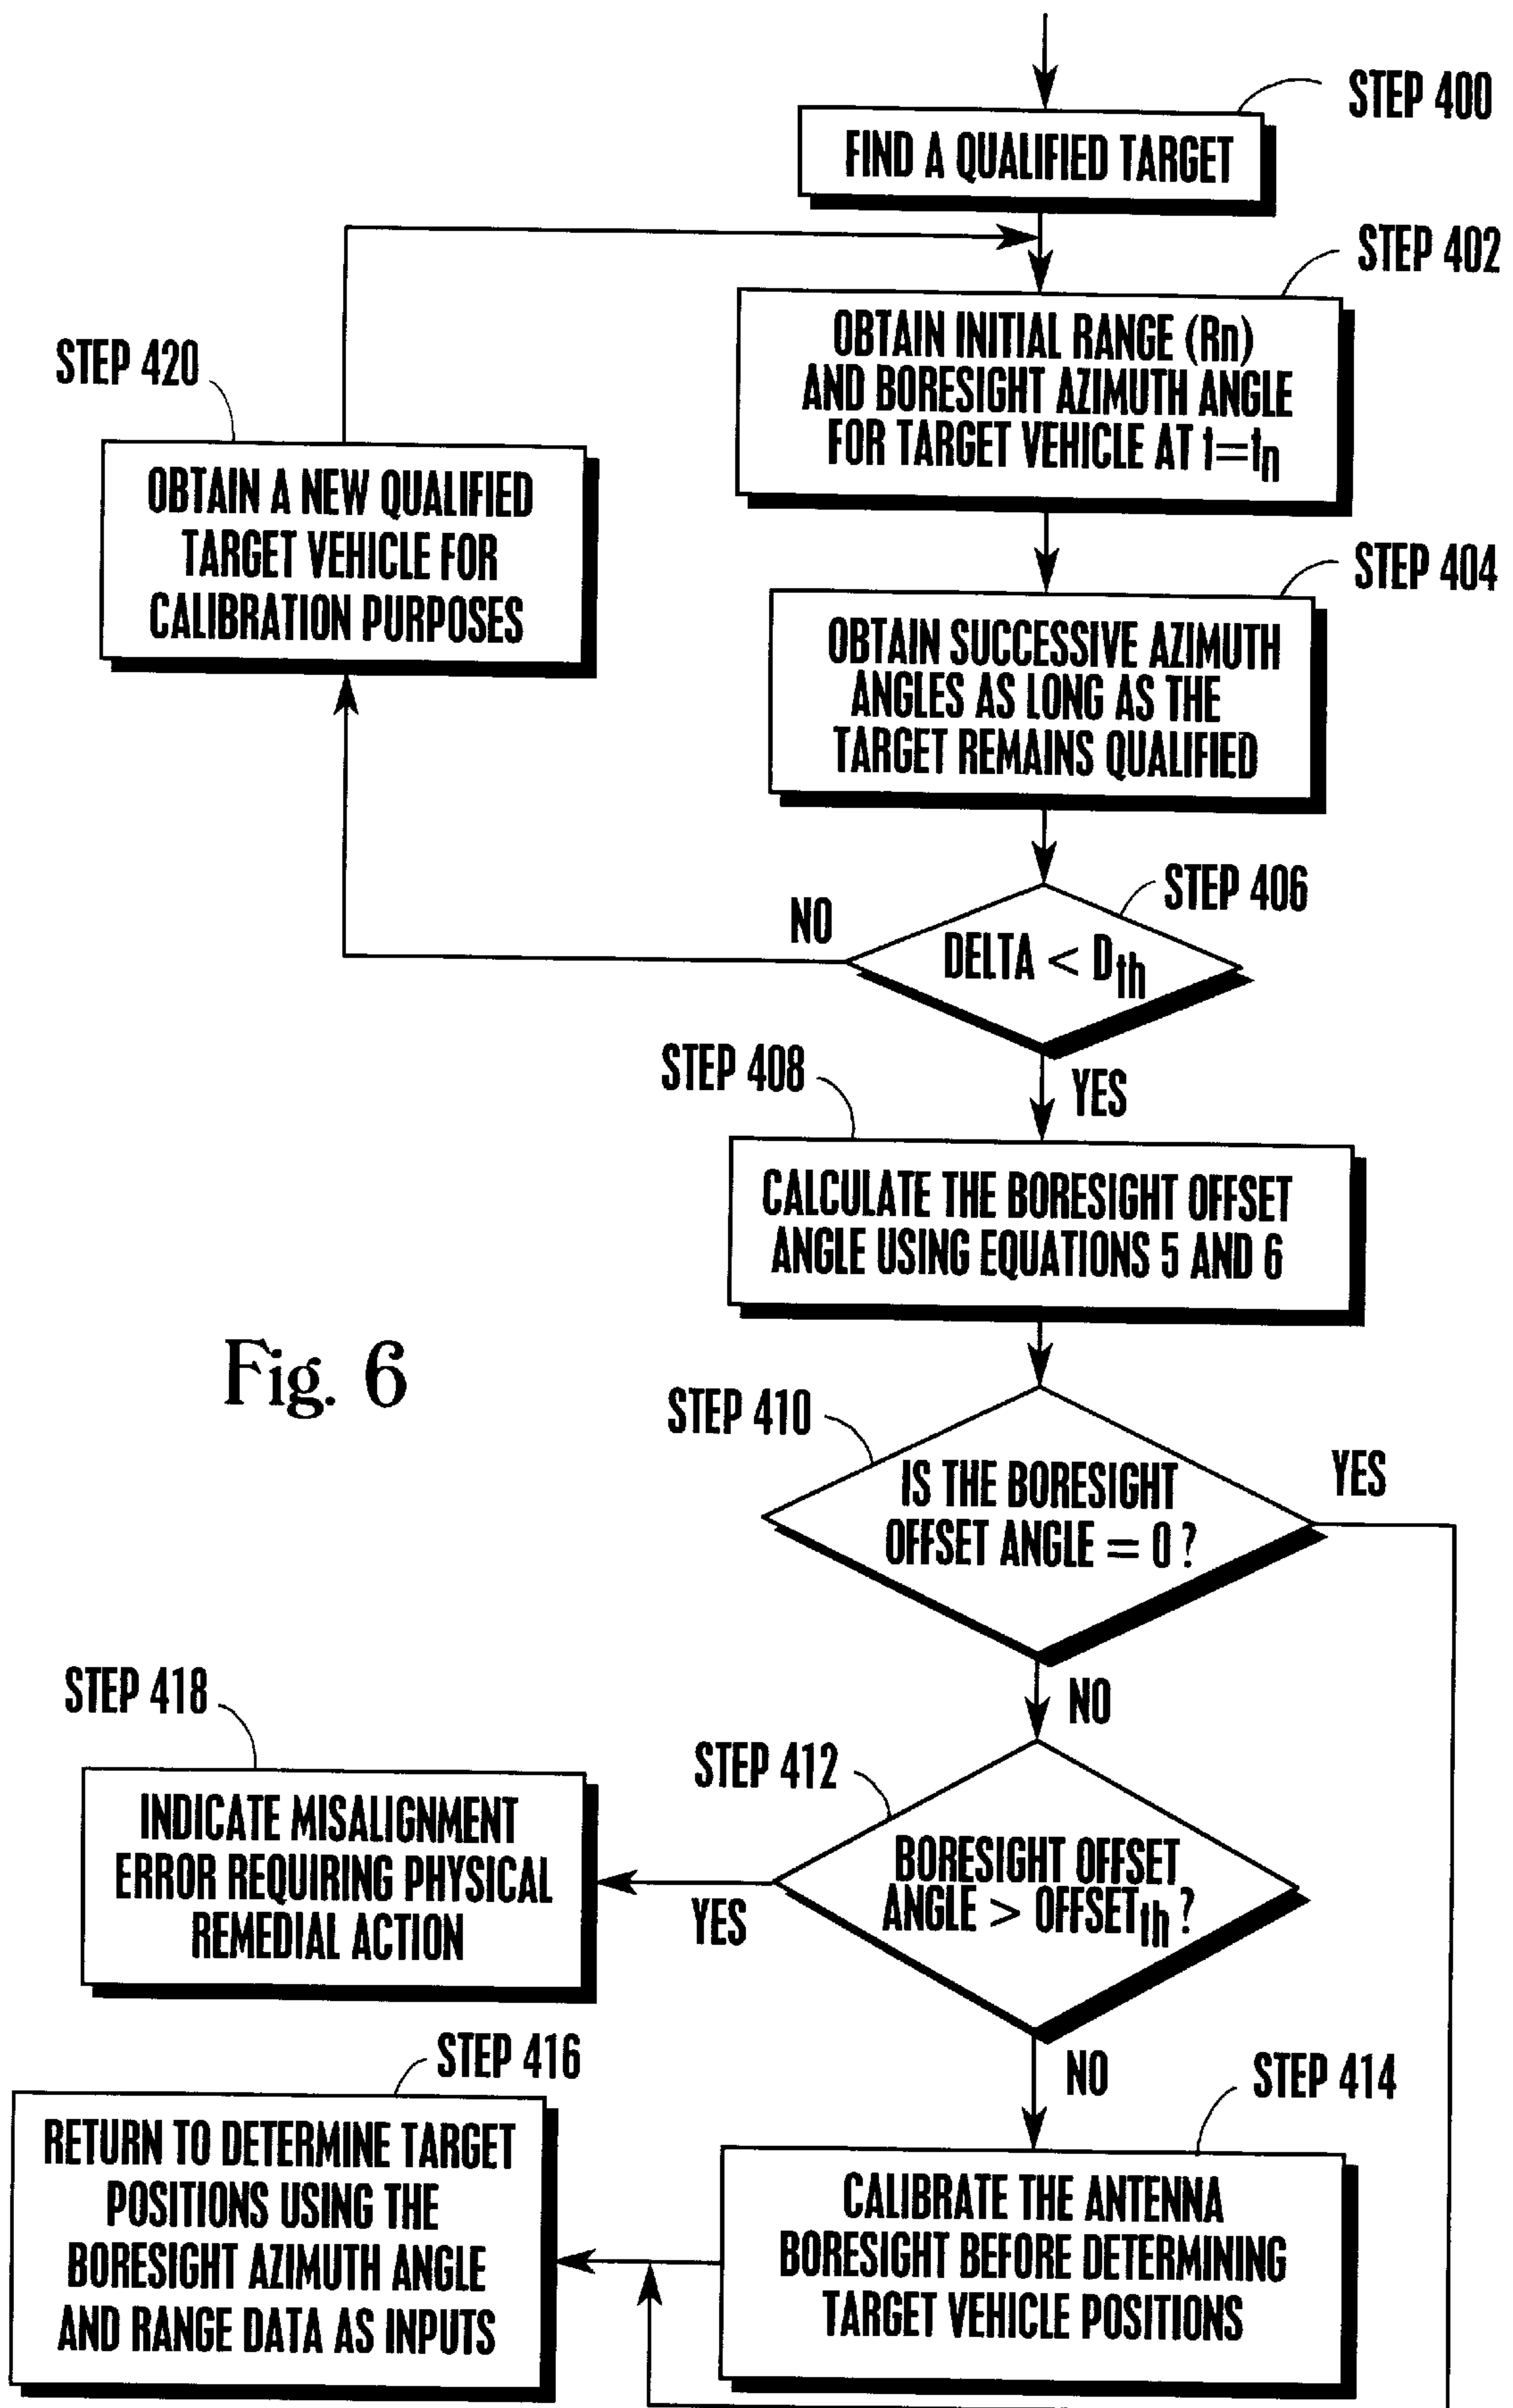 STEP 400
FIND A QUALIFIED TARGET
STEP 402
OBTAIN INITIAL RANGE (Rn)
AND BORESIGHT AZIMUTH ANGLE
FOR TARGET VEHICLE AT t=tn
STEP 420
OBTAIN A NEW QUALIFIED
TARGET VEHICLE FOR
CALIBRATION PURPOSES
STEP 404
OBTAIN SUCCESSIVE AZIMUTH
ANGLES AS LONG AS THE
TARGET REMAINS QUALIFIED
STEP 406
NO
DELTA < Dth
YES
STEP 408
CALCULATE THE BORESIGHT OFFSET
ANGLE USING EQUATIONS 5 AND 6
Fig. 6
STEP 410
IS THE BORESIGHT
OFFSET ANGLE = 0 ?
YES
NO
STEP 412
BORESIGHT OFFSET
ANGLE > OFFSETth ?
YES
STEP 418
INDICATE MISALIGNMENT
ERROR REQUIRING PHYSICAL
REMEDIAL ACTION
NO
STEP 414
CALIBRATE THE ANTENNA
BORESIGHT BEFORE DETERMINING
TARGET VEHICLE POSITIONS
STEP 416
RETURN TO DETERMINE TARGET
POSITIONS USING THE
BORESIGHT AZIMUTH ANGLE
AND RANGE DATA AS INPUTS